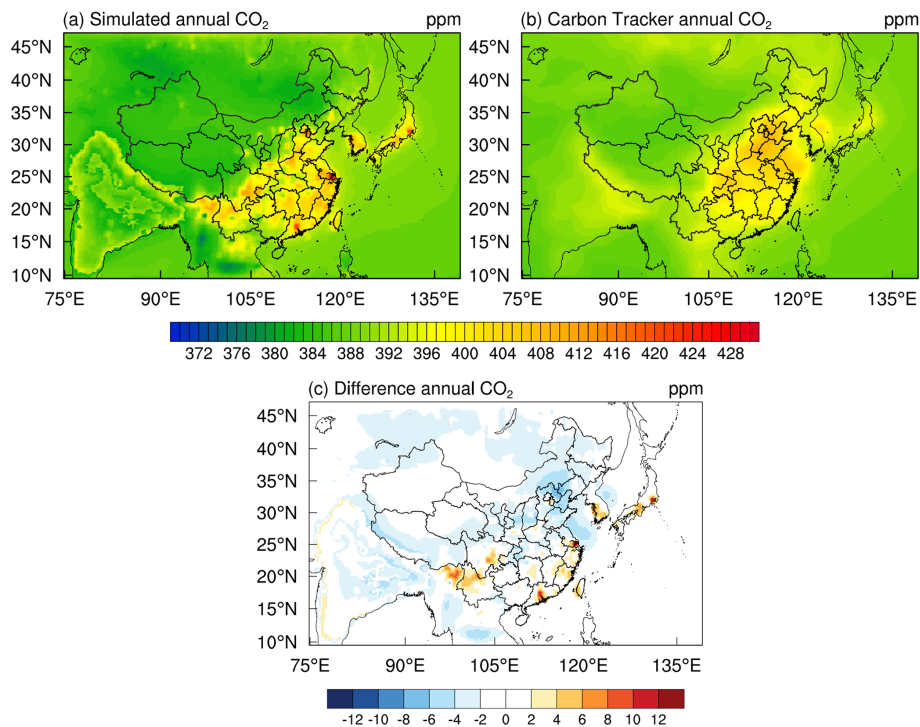 (a) Simulated annual CO₂ ppm
(b) Carbon Tracker annual CO₂ ppm
45°N
40°N
35°N
30°N
25°N
20°N
15°N
10°N
75°E 90°E 105°E 120°E 135°E
45°N
40°N
35°N
30°N
25°N
20°N
15°N
10°N
75°E 90°E 105°E 120°E 135°E
372 376 380 384 388 392 396 400 404 408 412 416 420 424 428
(c) Difference annual CO₂ ppm
45°N
40°N
35°N
30°N
25°N
20°N
15°N
10°N
75°E 90°E 105°E 120°E 135°E
-12 -10 -8 -6 -4 -2 0 2 4 6 8 10 12